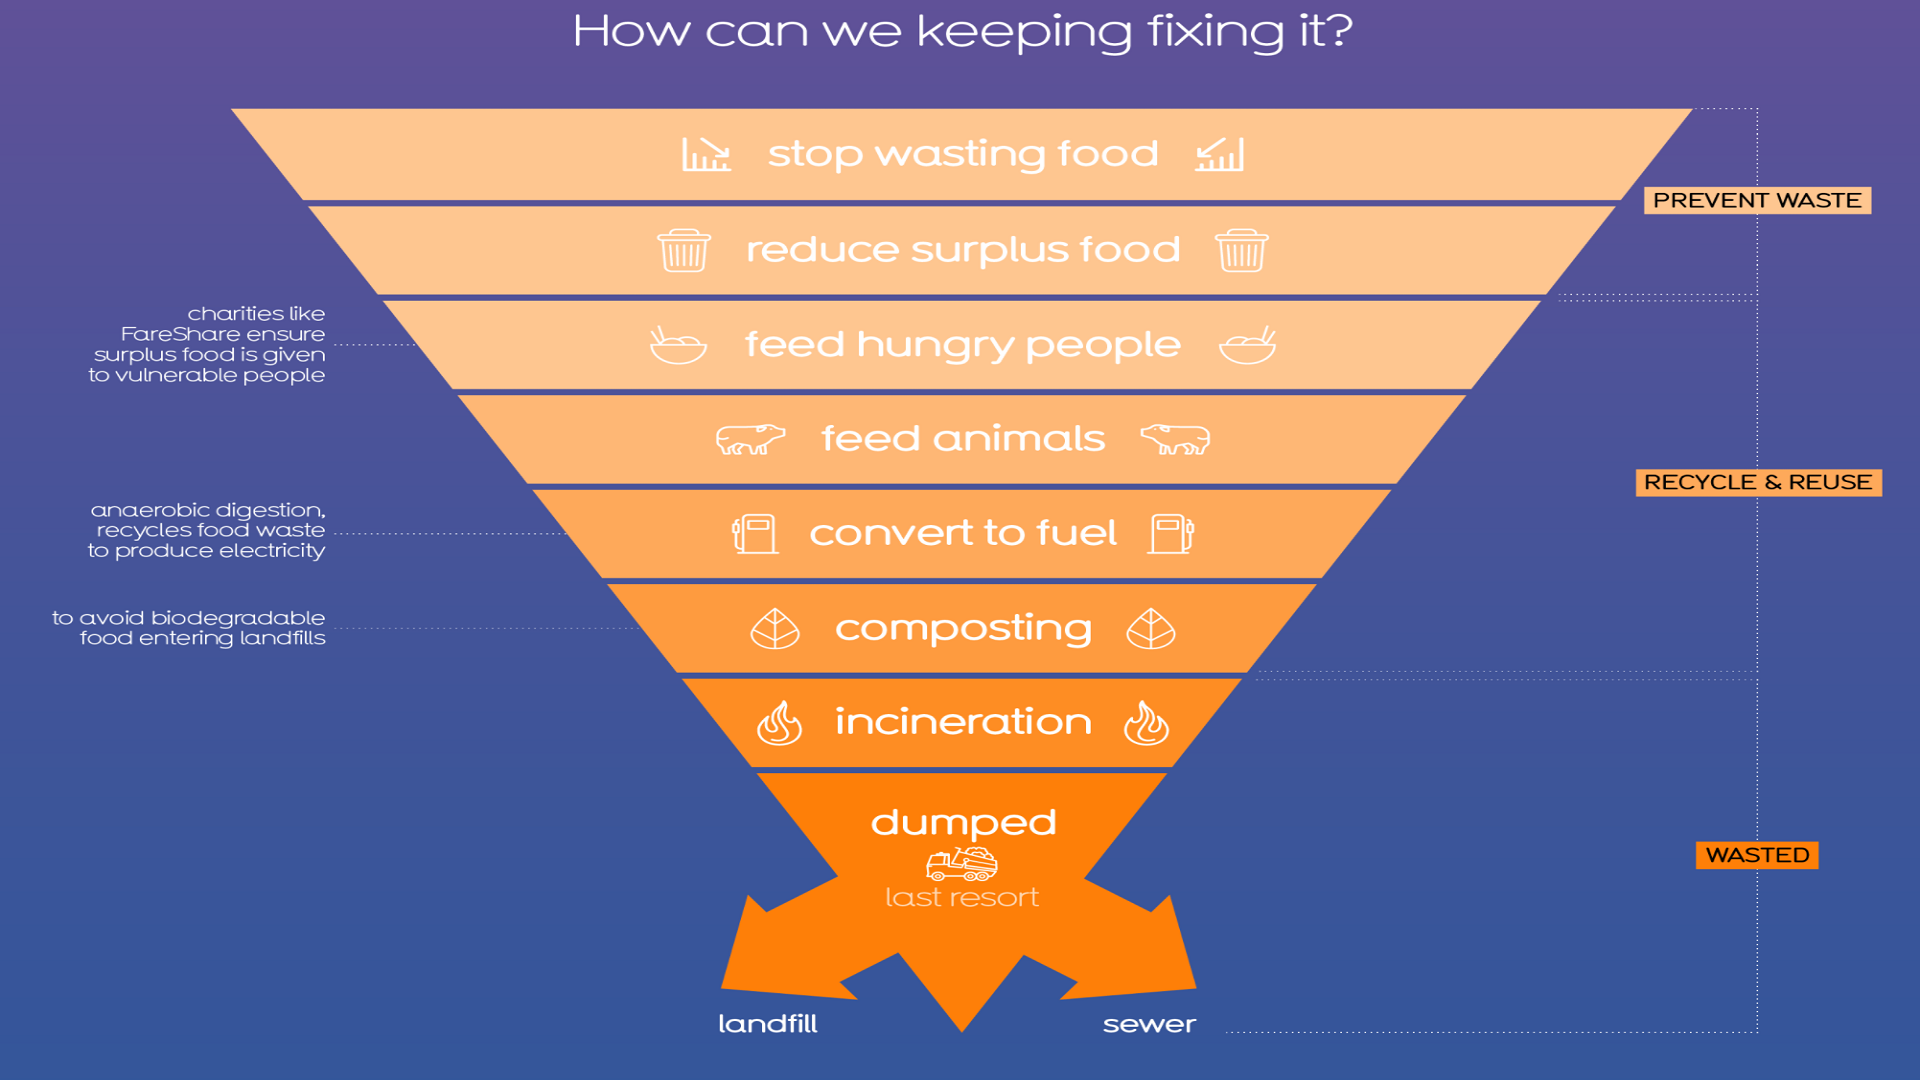 How can we keeping fixing it?
stop wasting food
PREVENT WASTE
reduce surplus food
charities like
FareShare ensure
surplus food is given
to vulnerable people
feed hungry people
feed animals
RECYCLE & REUSE
anaerobic digestion,
recycles food waste
to produce electricity
convert to fuel
to avoid biodegradable
food entering landfills
composting
incineration
dumped
last resort
WASTED
landfill
sewer